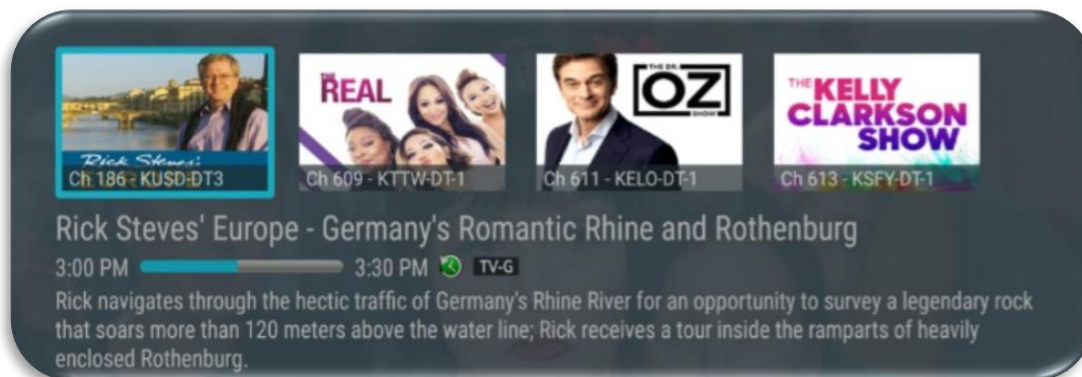 THE REAL
THE DR. OZ SHOW
THE KELLY CLARKSON SHOW
Rick Steves'
Ch 186 - KUSD-DT3
Ch 609 - KTTW-DT-1
Ch 611 - KELO-DT-1
Ch 613 - KSFY-DT-1
Rick Steves' Europe - Germany's Romantic Rhine and Rothenburg
3:00 PM 3:30 PM TV-G
Rick navigates through the hectic traffic of Germany's Rhine River for an opportunity to survey a legendary rock
that soars more than 120 meters above the water line; Rick receives a tour inside the ramparts of heavily
enclosed Rothenburg.